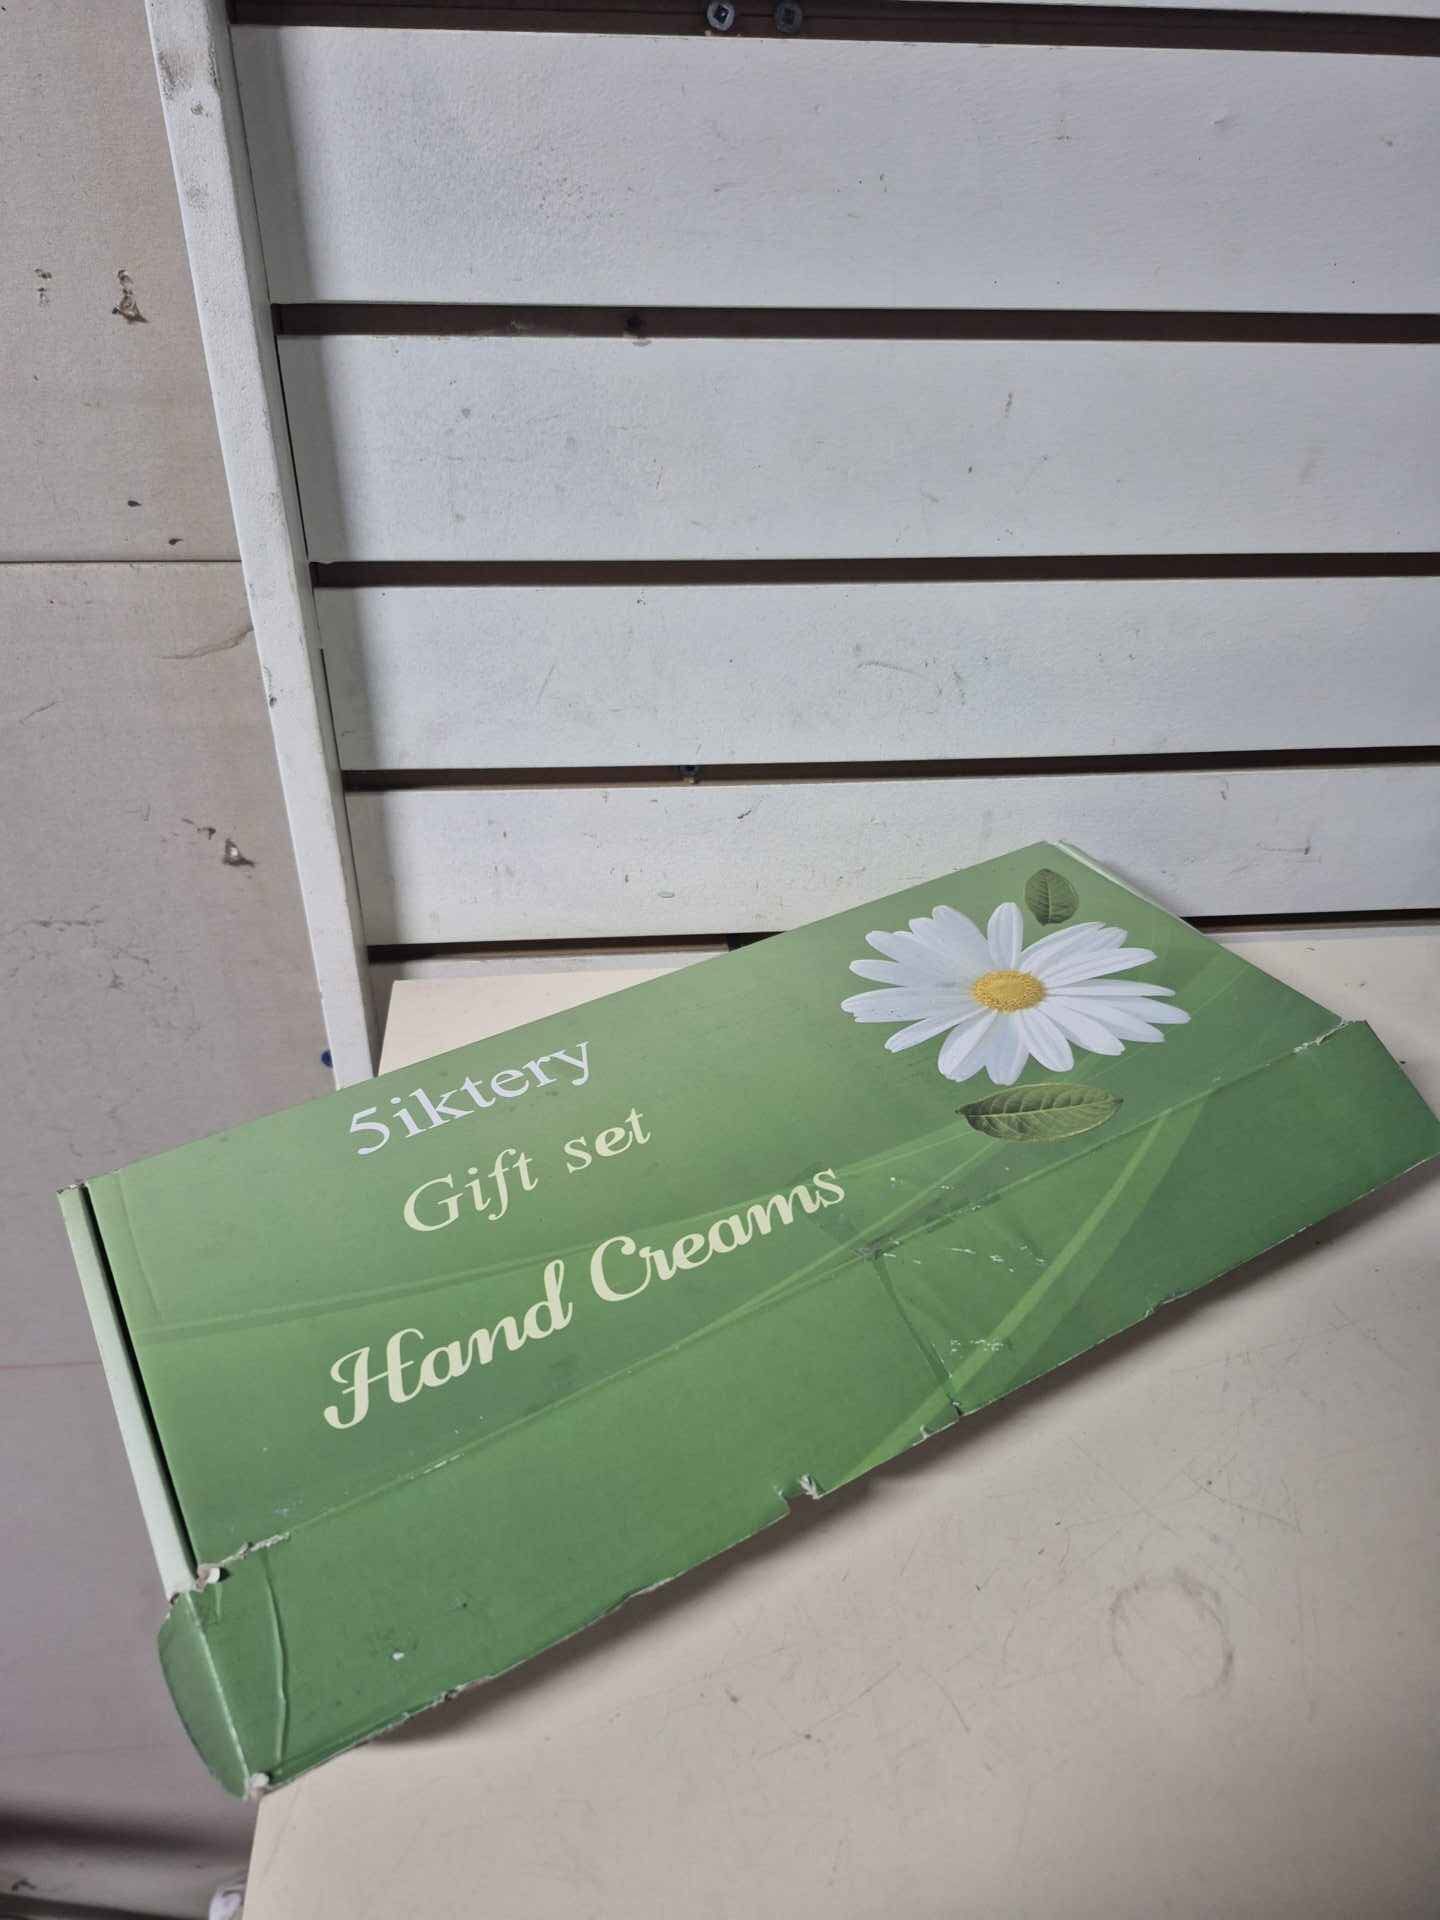 5iktery
Gift set
Hand Creams